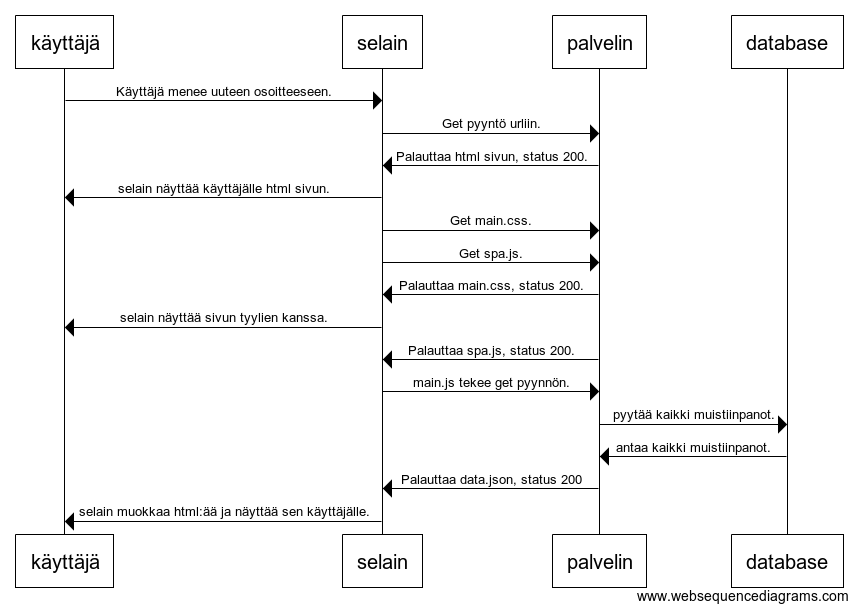 käyttäjä selain palvelin database
Käyttäjä menee uuteen osoitteeseen.
Get pyyntö urliin.
Palauttaa html sivun, status 200.
selain näyttää käyttäjälle html sivun.
Get main.css.
Get spa.js.
Palauttaa main.css, status 200.
selain näyttää sivun tyylien kanssa.
Palauttaa spa.js, status 200.
main.js tekee get pyynnön.
pyytää kaikki muistiinpanot.
antaa kaikki muistiinpanot.
Palauttaa data.json, status 200
selain muokkaa html:ää ja näyttää sen käyttäjälle.
käyttäjä selain palvelin database
www.websequencediagrams.com